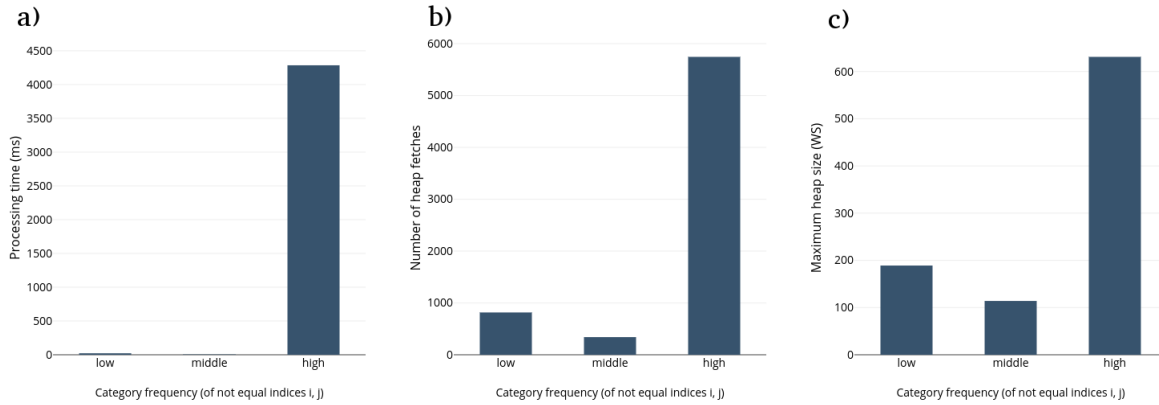 a)
4500
4000
3500
3000
2500
2000
1500
1000
500
0
Processing time (ms)
low middle high
Category frequency (of not equal indices i, j)
b)
6000
5000
4000
3000
2000
1000
0
Number of heap fetches
low middle high
Category frequency (of not equal indices i, j)
c)
600
500
400
300
200
100
0
Maximum heap size (WS)
low middle high
Category frequency (of not equal indices i, j)